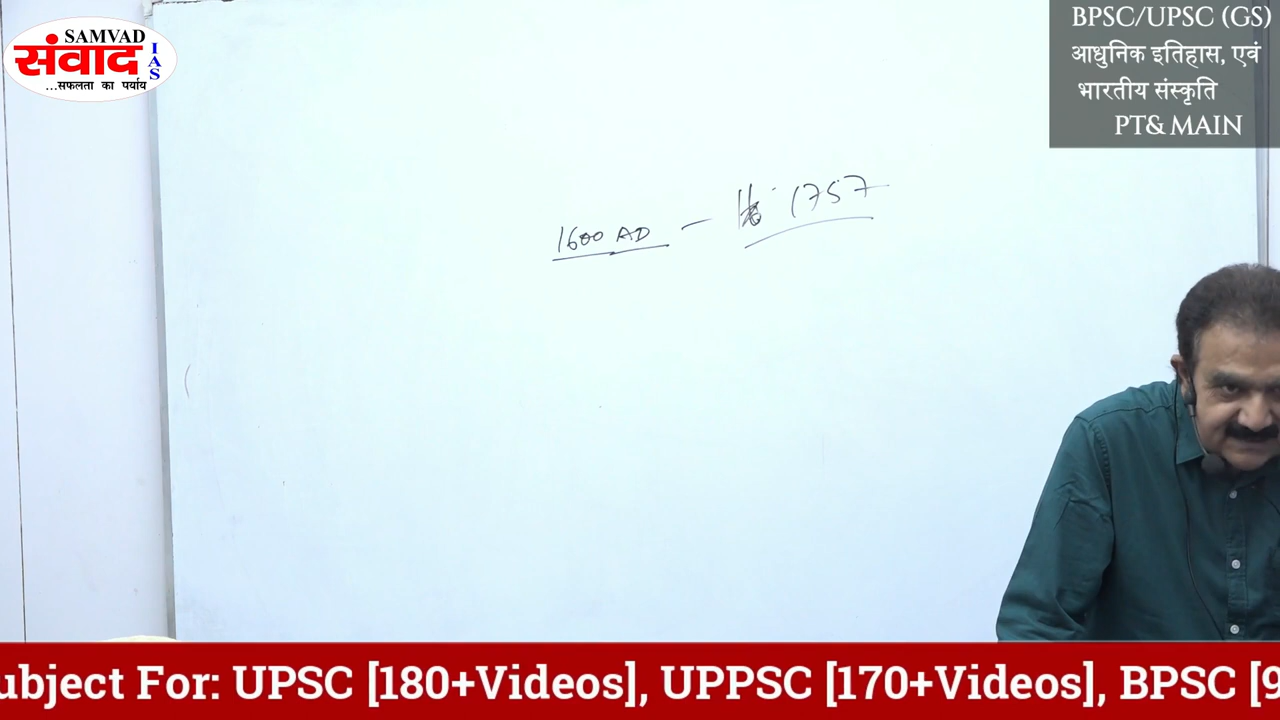 SAMVAD
संवाद
IAS
...सफलता का पर्याय
BPSC/UPSC (GS)
आधुनिक इतिहास, एवं
भारतीय संस्कृति
PT& MAIN
1600 AD - 1757
ubject For: UPSC [180+Videos], UPPSC [170+Videos], BPSC [9